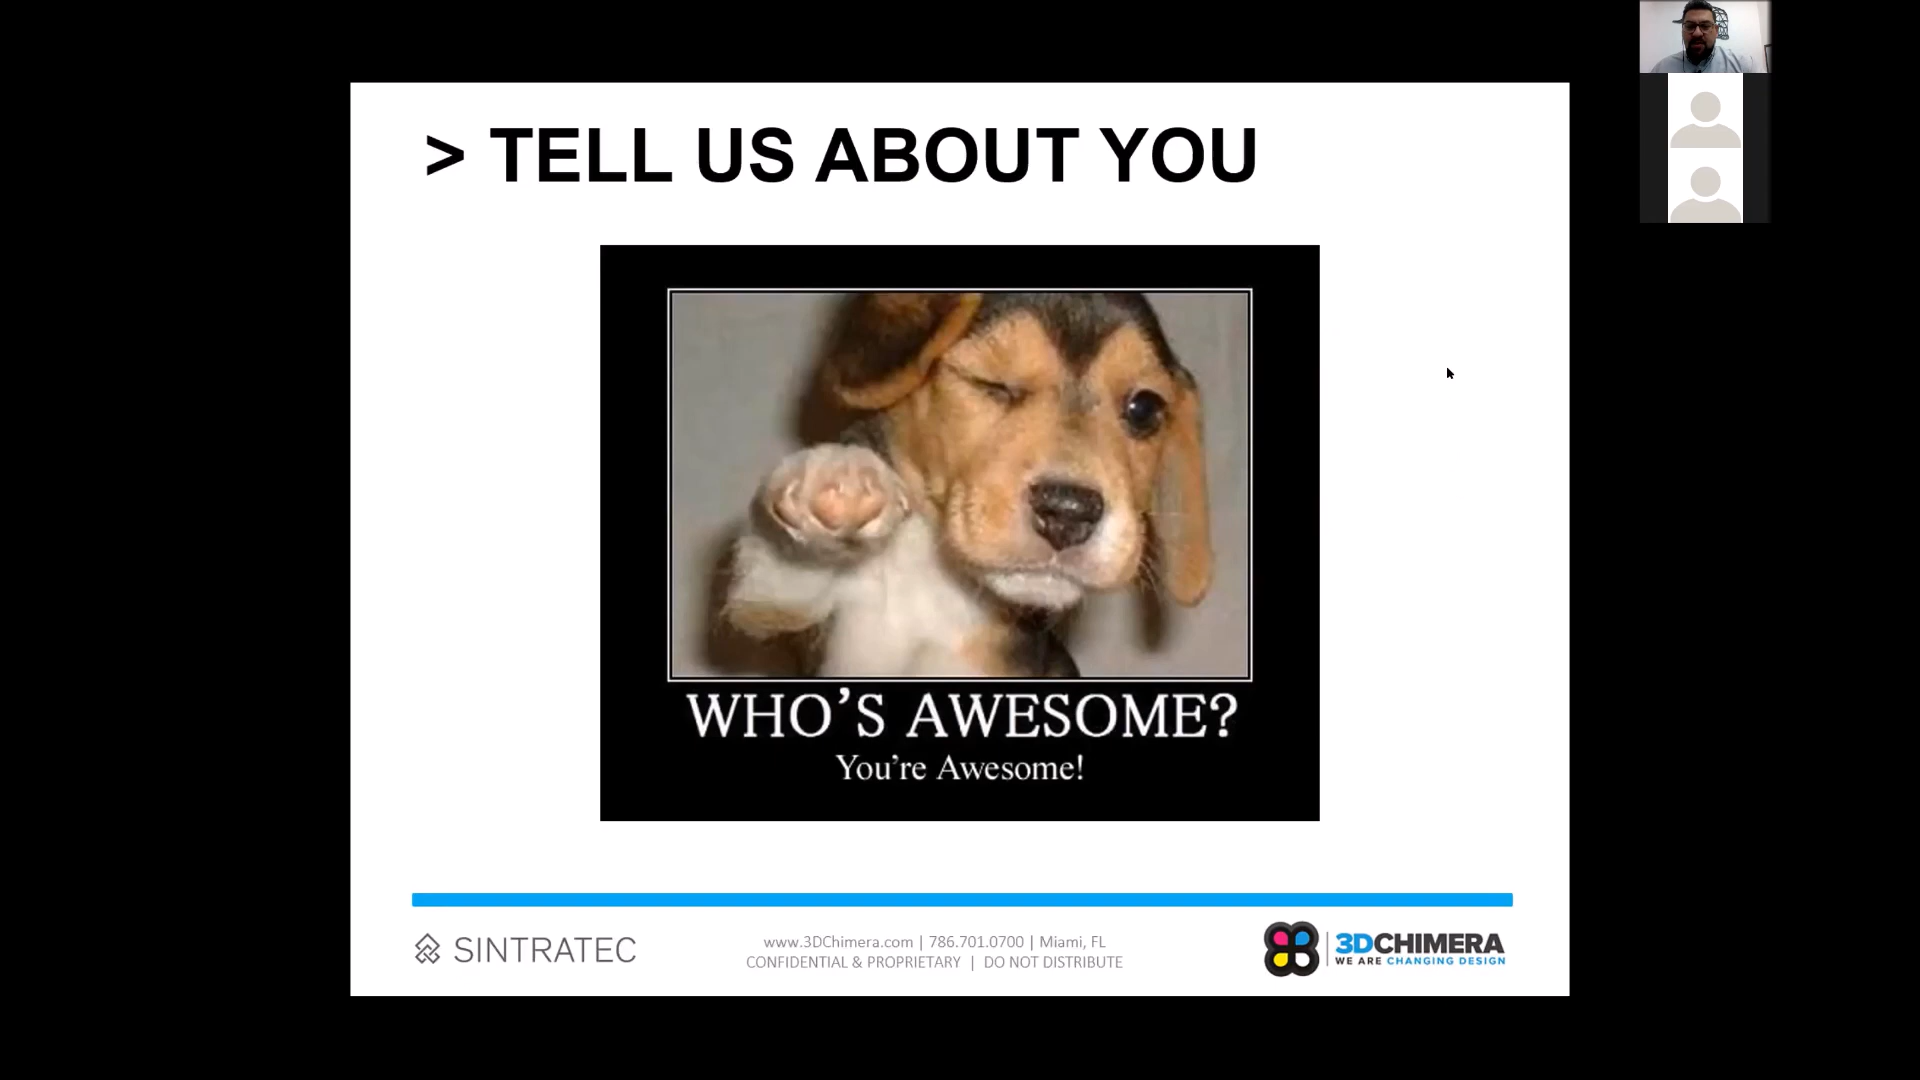 > TELL US ABOUT YOU
WHO'S AWESOME?
You're Awesome!
SINTRATEC
www.3DChimera.com | 786.701.0700 | Miami, FL
CONFIDENTIAL & PROPRIETARY | DO NOT DISTRIBUTE
3DCHIMERA
WE ARE CHANGING DESIGN